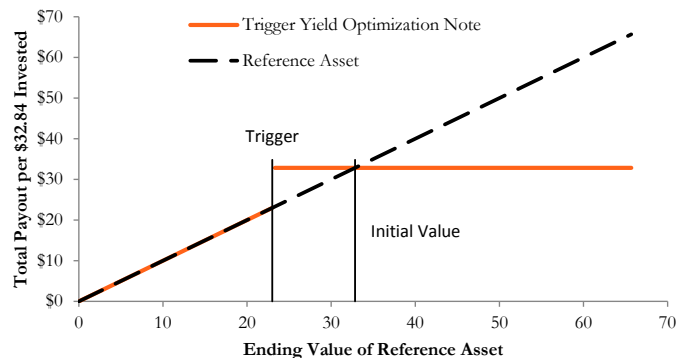 Trigger Yield Optimization Note
Reference Asset
Total Payout per $32.84 Invested
$70
$60
$50
$40
$30
$20
$10
$0
Trigger
Initial Value
0 10 20 30 40 50 60 70
Ending Value of Reference Asset